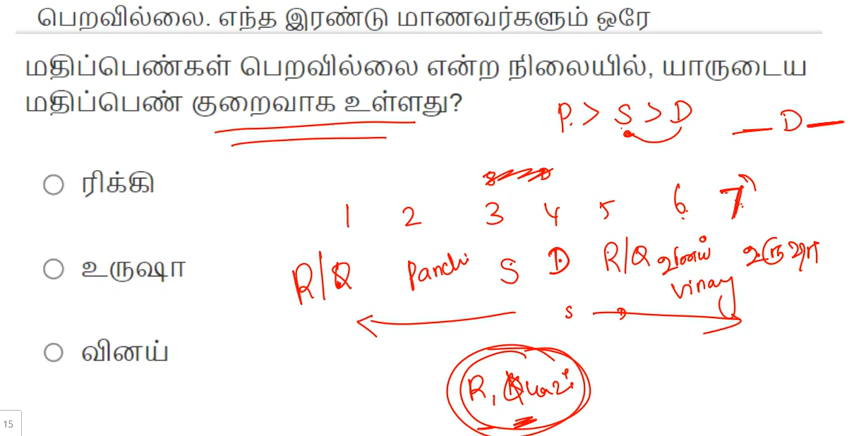 பெறவில்லை. எந்த இரண்டு மாணவர்களும் ஒரே
மதிப்பெண்கள் பெறவில்லை என்ற நிலையில், யாருடைய
மதிப்பெண் குறைவாக உள்ளது?
P. > S > D
D
ரிக்கி
1 2 3 4 5 6 7
உருஷா
R/Q Panchi S D R/Q வினய் உருஷா
vinay
S
வினய்
R,
15